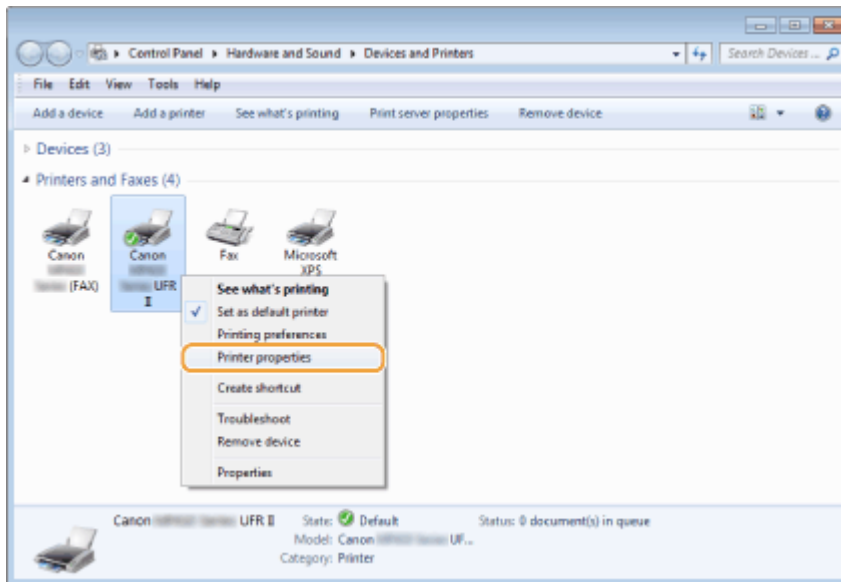 Control Panel Hardware and Sound Devices and Printers Search Devices ...
File Edit View Tools Help
Add a device Add a printer See what's printing Print server properties Remove device
Devices (3)
Printers and Faxes (4)
Canon Canon Fax Microsoft
XPS
(FAX) UFR
II
See what's printing
Set as default printer
Printing preferences
Printer properties
Create shortcut
Troubleshoot
Remove device
Properties
Canon UFR II State: Default Status: 0 document(s) in queue
Model: Canon UF...
Category: Printer